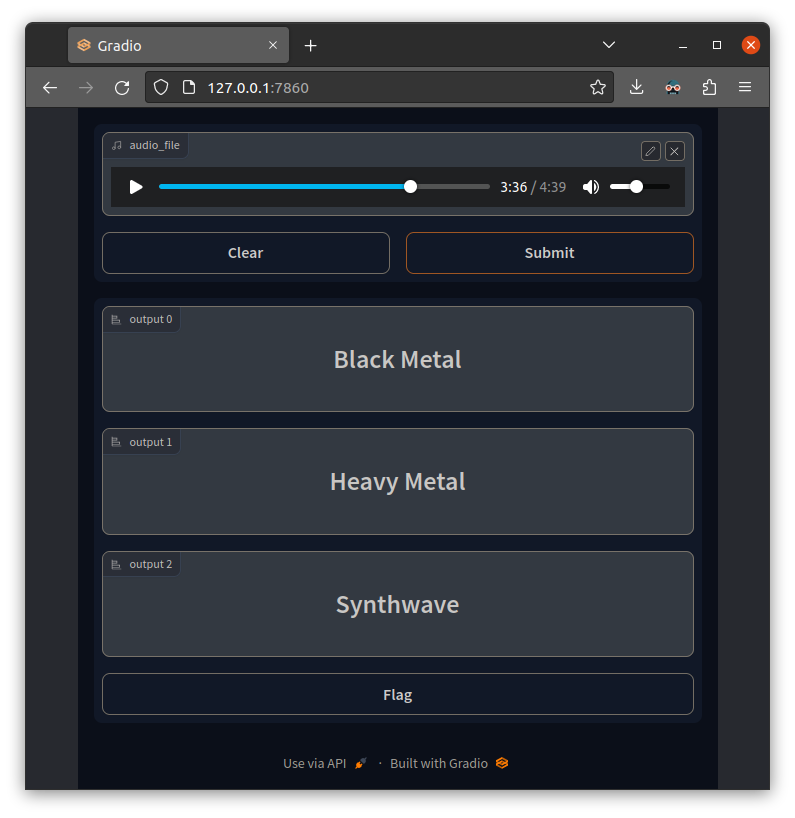 Gradio
127.0.0.1:7860
audio_file
3:36 / 4:39
Clear
Submit
output 0
Black Metal
output 1
Heavy Metal
output 2
Synthwave
Flag
Use via API · Built with Gradio